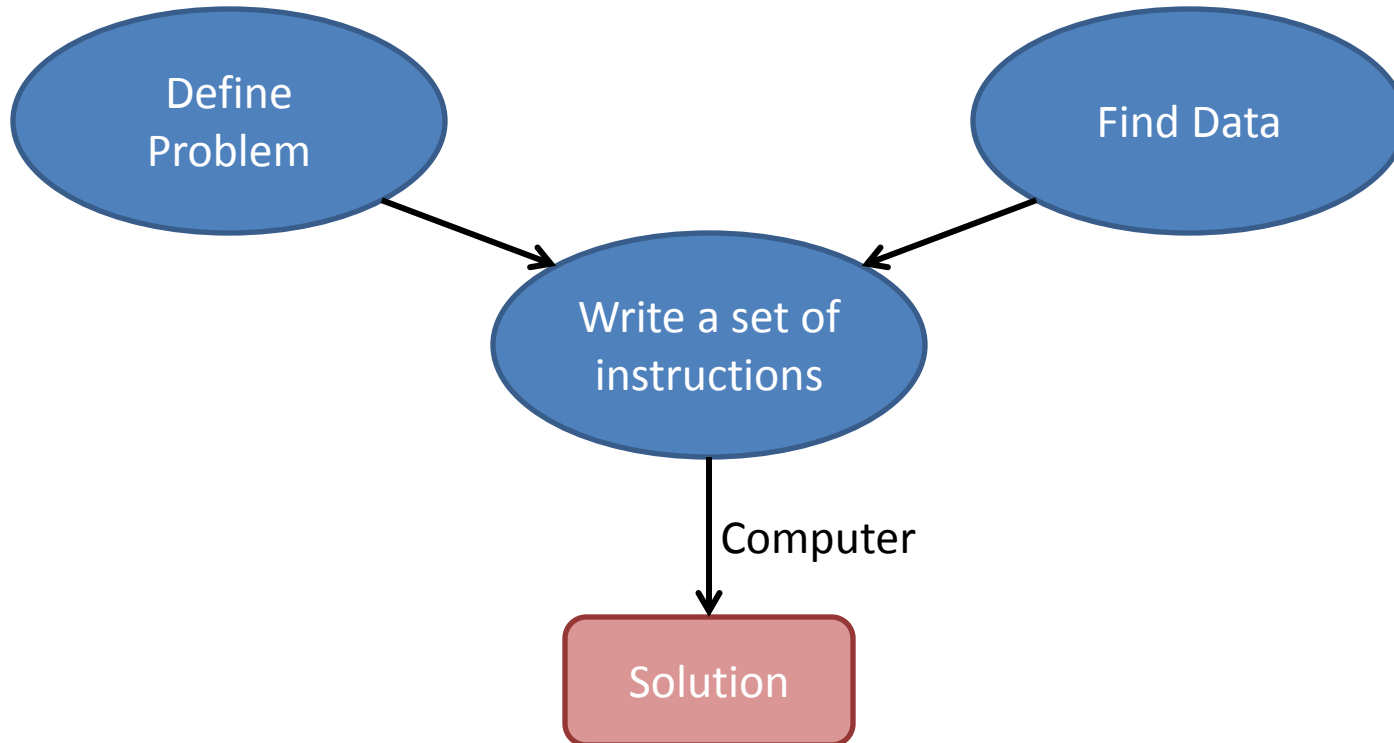 Define
Problem
Find Data
Write a set of
instructions
Computer
Solution